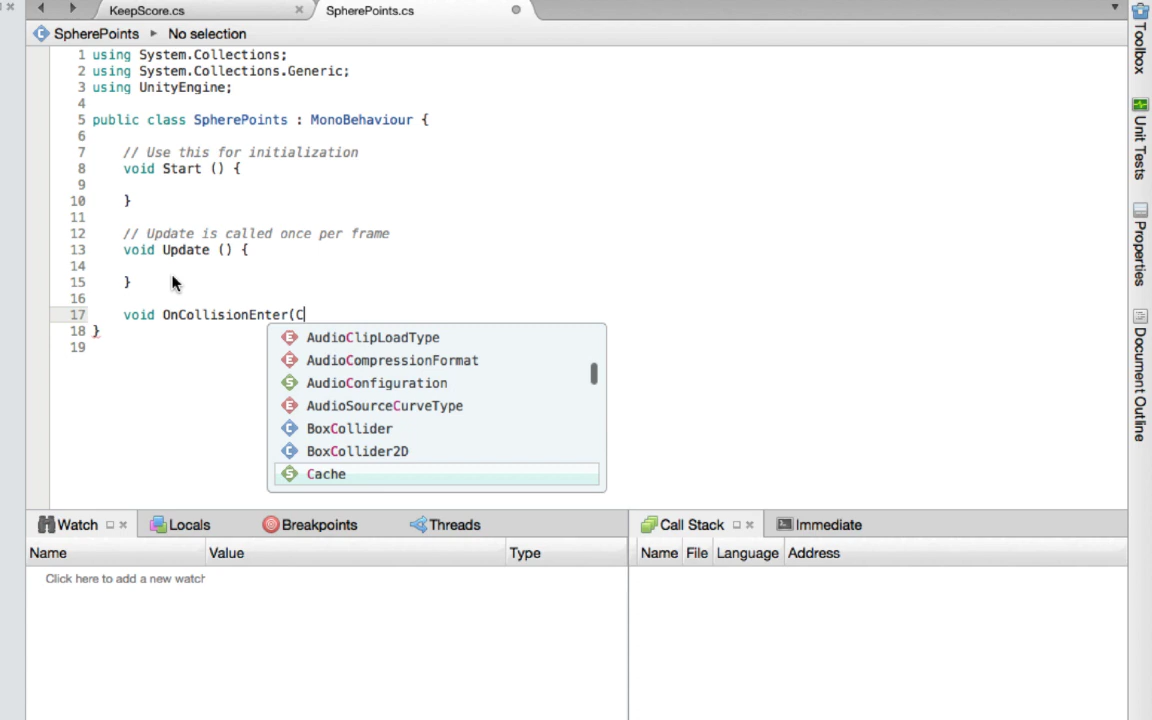 KeepScore.cs
SpherePoints.cs
SpherePoints
No selection
1 using System.Collections;
2 using System.Collections.Generic;
3 using UnityEngine;
4
5 public class SpherePoints : MonoBehaviour {
6
7 // Use this for initialization
8 void Start () {
9
10 }
11
12 // Update is called once per frame
13 void Update () {
14
15 }
16
17 void OnCollisionEnter(C
18 }
19
AudioClipLoadType
AudioCompressionFormat
AudioConfiguration
AudioSourceCurveType
BoxCollider
BoxCollider2D
Cache
Toolbox
Unit Tests
Properties
Document Outline
Watch Locals Breakpoints Threads
Name Value Type
Click here to add a new watch
Call Stack Immediate
Name File Language Address